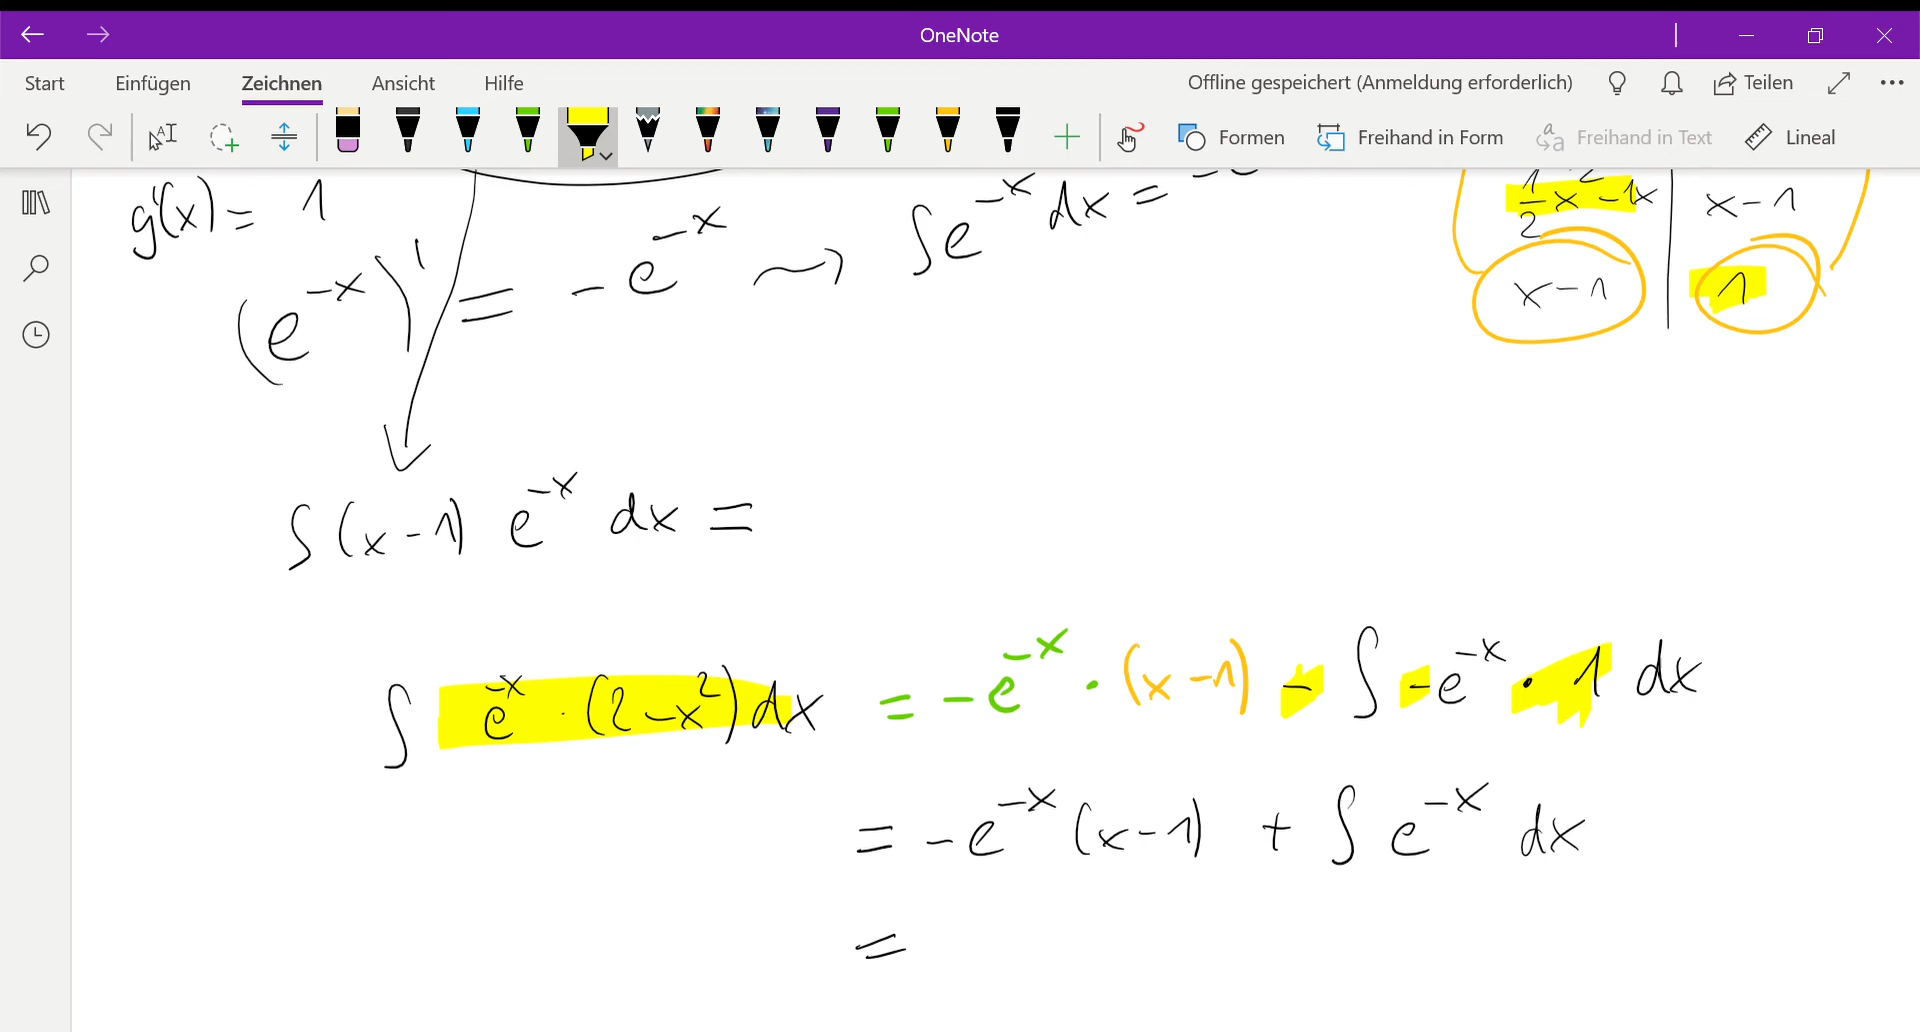 OneNote
Start Einfügen Zeichnen Ansicht Hilfe Offline gespeichert (Anmeldung erforderlich) Teilen
Formen Freihand in Form Freihand in Text Lineal
g'(x) = 1
∫e^{-x} dx =
x-1
(e^{-x})' = -e^{-x} ⇝
x-1 | 1
∫(x-1) e^{-x} dx =
∫ e^{-x} · (2-x²) dx = -e^{-x} · (x-1) - ∫ -e^{-x} · 1 dx
= -e^{-x} (x-1) + ∫ e^{-x} dx
=